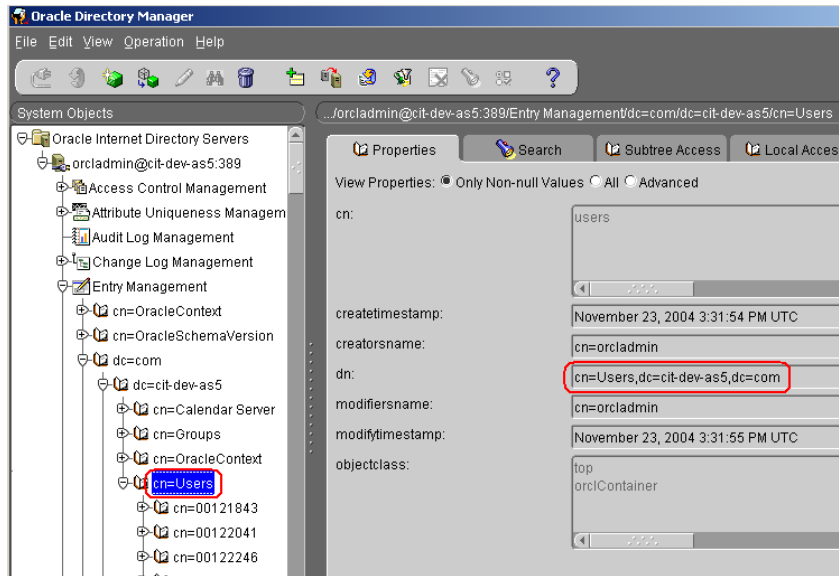 Oracle Directory Manager
File Edit View Operation Help
System Objects
.../orcladmin@cit-dev-as5:389/Entry Management/dc=com/dc=cit-dev-as5/cn=Users
Oracle Internet Directory Servers
orcladmin@cit-dev-as5:389
Access Control Management
Attribute Uniqueness Managem
Audit Log Management
Change Log Management
Entry Management
cn=OracleContext
cn=OracleSchemaVersion
dc=com
dc=cit-dev-as5
cn=Calendar Server
cn=Groups
cn=OracleContext
cn=Users
cn=00121843
cn=00122041
cn=00122246
Properties Search Subtree Access Local Acces
View Properties: Only Non-null Values All Advanced
cn: users
createtimestamp: November 23, 2004 3:31:54 PM UTC
creatorsname: cn=orcladmin
dn: cn=Users,dc=cit-dev-as5,dc=com
modifiersname: cn=orcladmin
modifytimestamp: November 23, 2004 3:31:55 PM UTC
objectclass: top
orclContainer